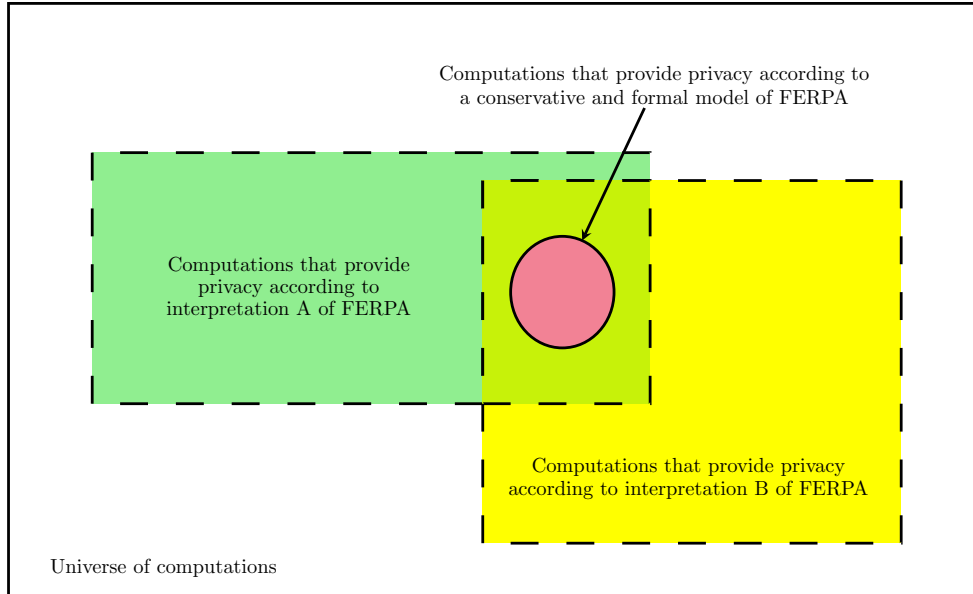 Computations that provide privacy according to
a conservative and formal model of FERPA
Computations that provide
privacy according to
interpretation A of FERPA
Computations that provide privacy
according to interpretation B of FERPA
Universe of computations